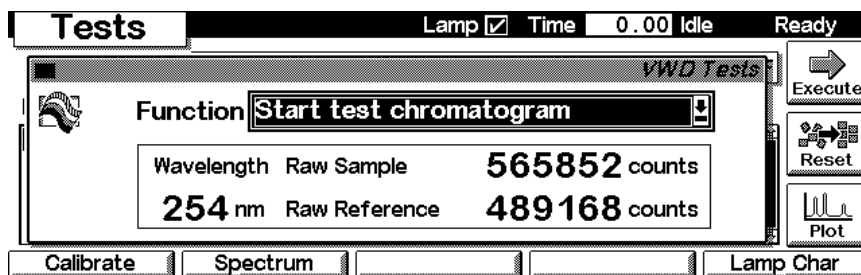 Tests Lamp Time 0.00 Idle Ready
VWD Tests
Execute
Function Start test chromatogram
Reset
Wavelength Raw Sample 565852 counts
254 nm Raw Reference 489168 counts
Plot
Calibrate Spectrum Lamp Char